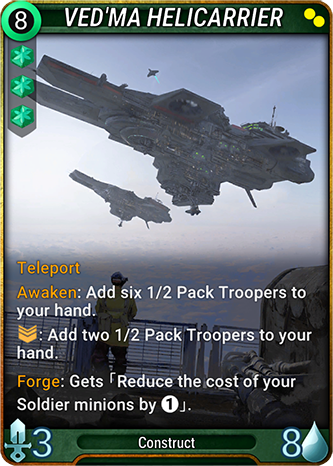 8 VED'MA HELICARRIER
Teleport
Awaken: Add six 1/2 Pack Troopers to
your hand.
: Add two 1/2 Pack Troopers to your
hand.
Forge: Gets 「Reduce the cost of your
Soldier minions by ❶」.
3 Construct 8